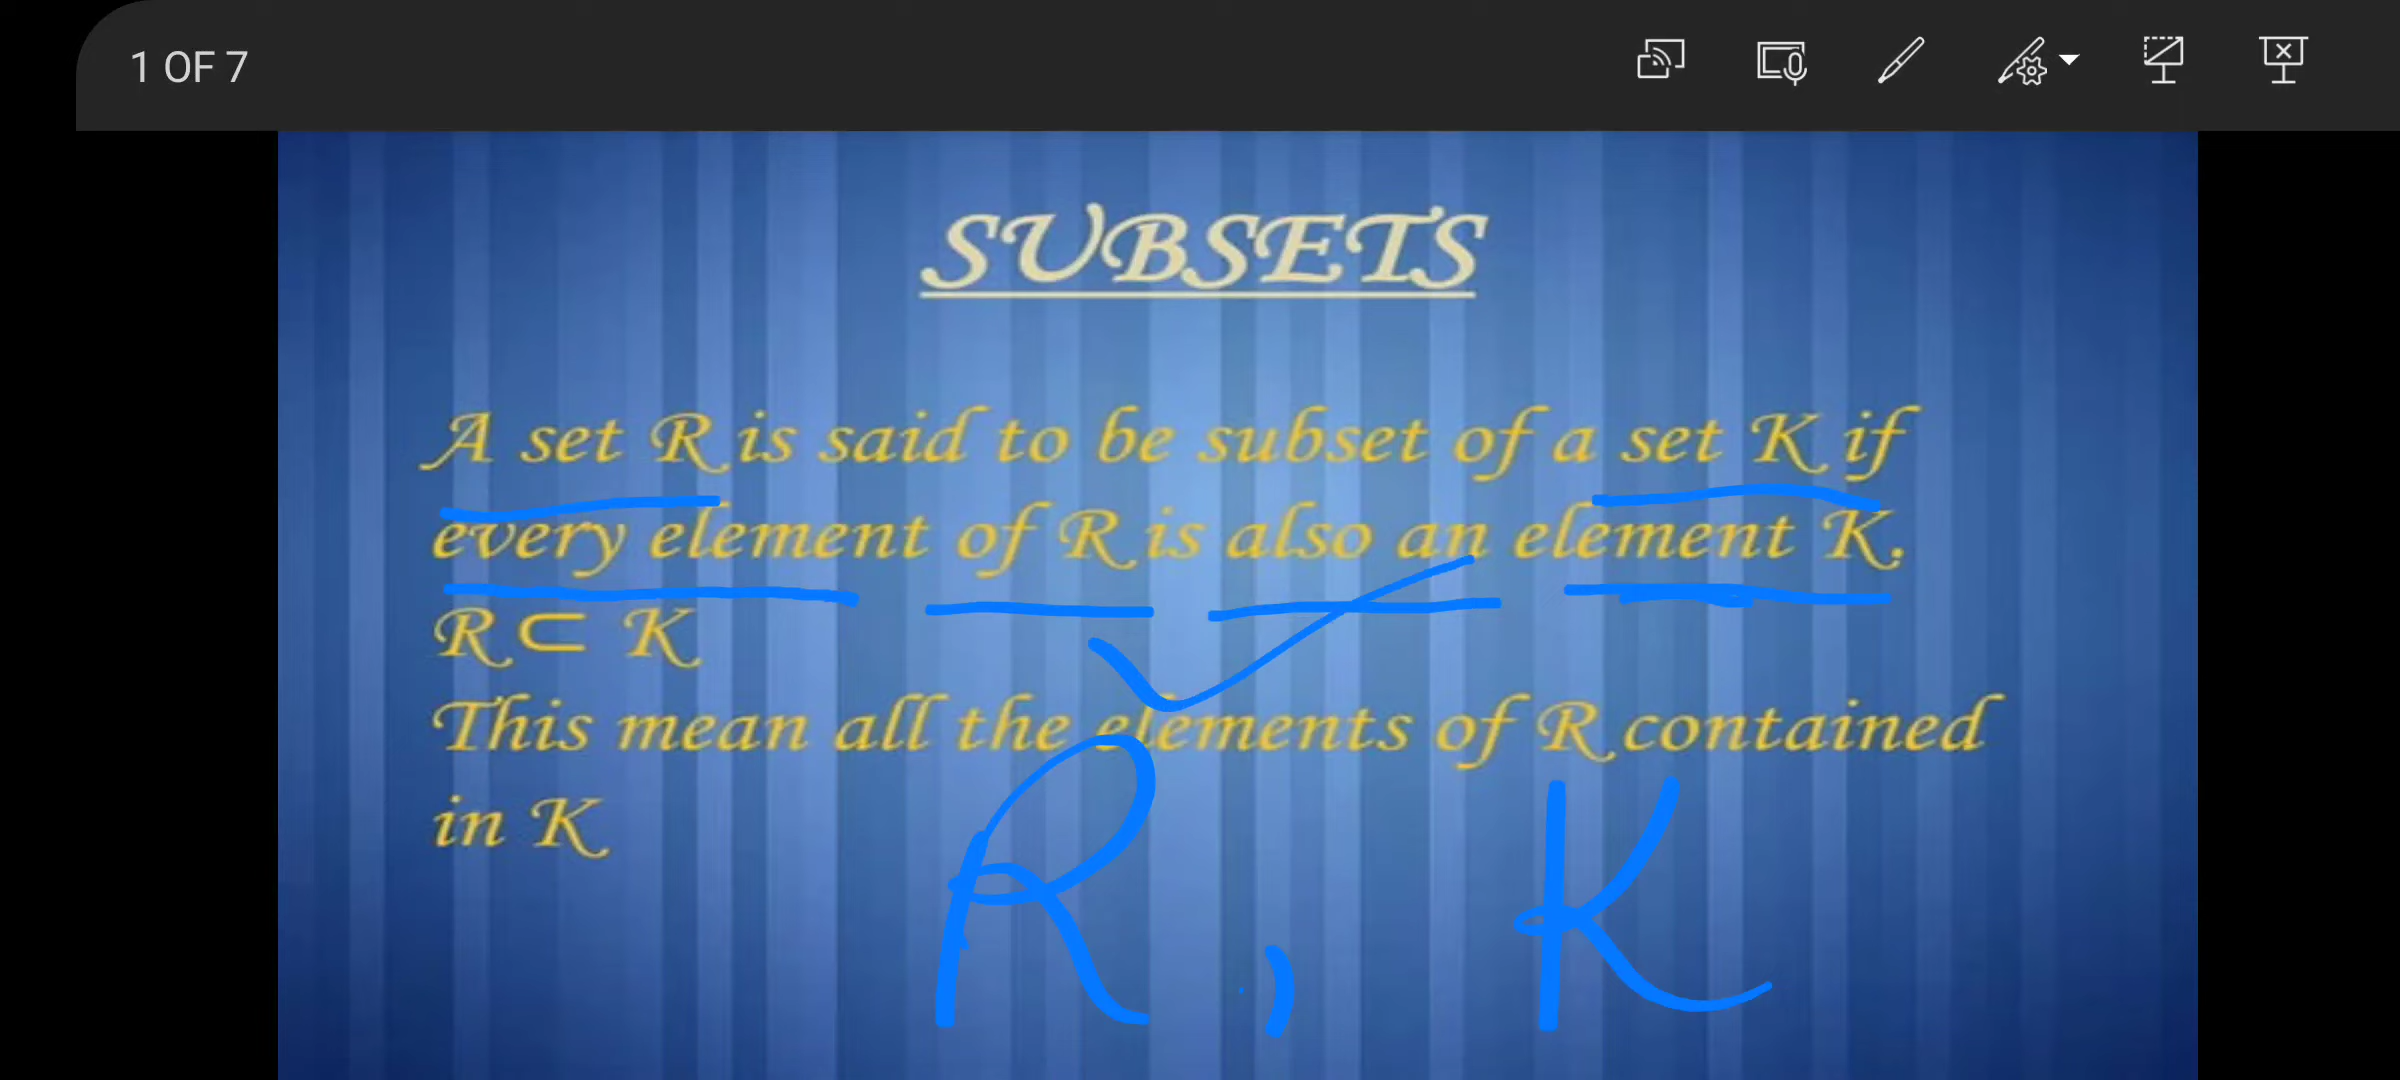 1 OF 7
SUBSETS
A set R is said to be subset of a set K if
every element of R is also an element K.
R ⊂ K
This mean all the elements of R contained
in K
R , K